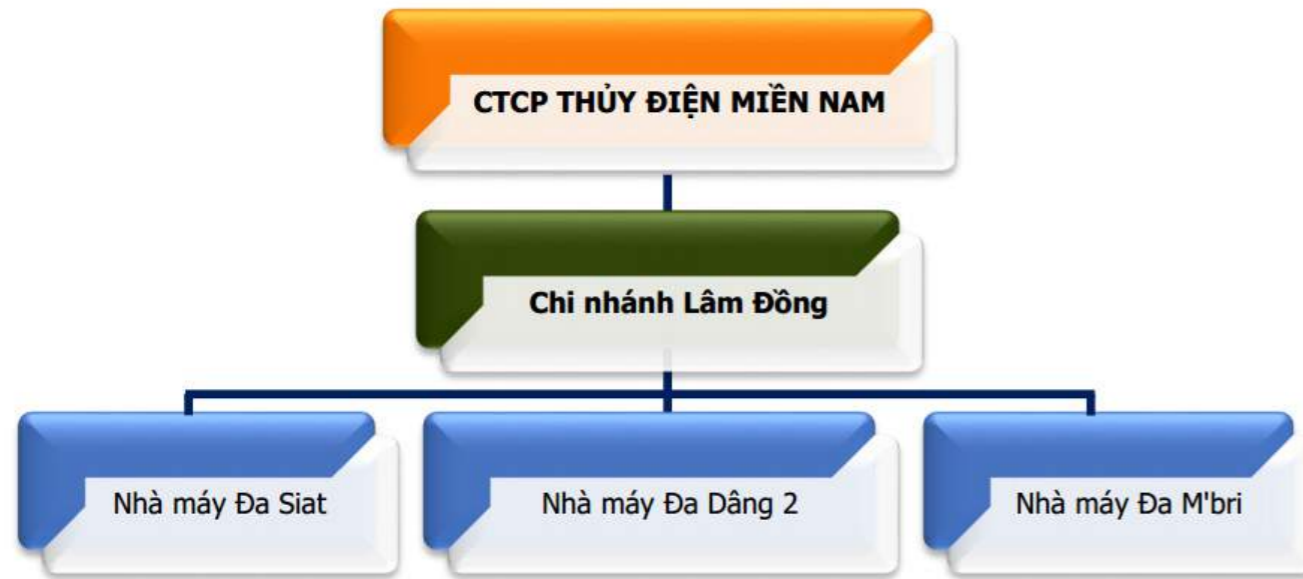 CTCP THỦY ĐIỆN MIỀN NAM
Chi nhánh Lâm Đồng
Nhà máy Đa Siat
Nhà máy Đa Dâng 2
Nhà máy Đa M'bri